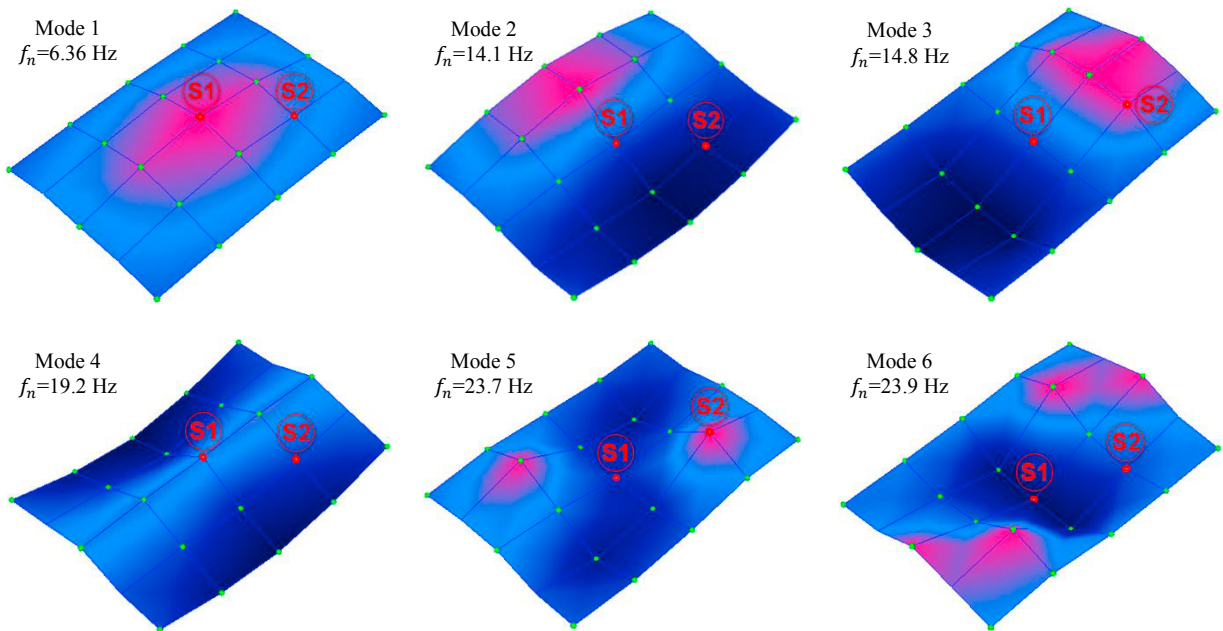 Mode 1
fn=6.36 Hz
S1
S2
Mode 2
fn=14.1 Hz
S1
S2
Mode 3
fn=14.8 Hz
S1
S2
Mode 4
fn=19.2 Hz
S1
S2
Mode 5
fn=23.7 Hz
S1
S2
Mode 6
fn=23.9 Hz
S1
S2